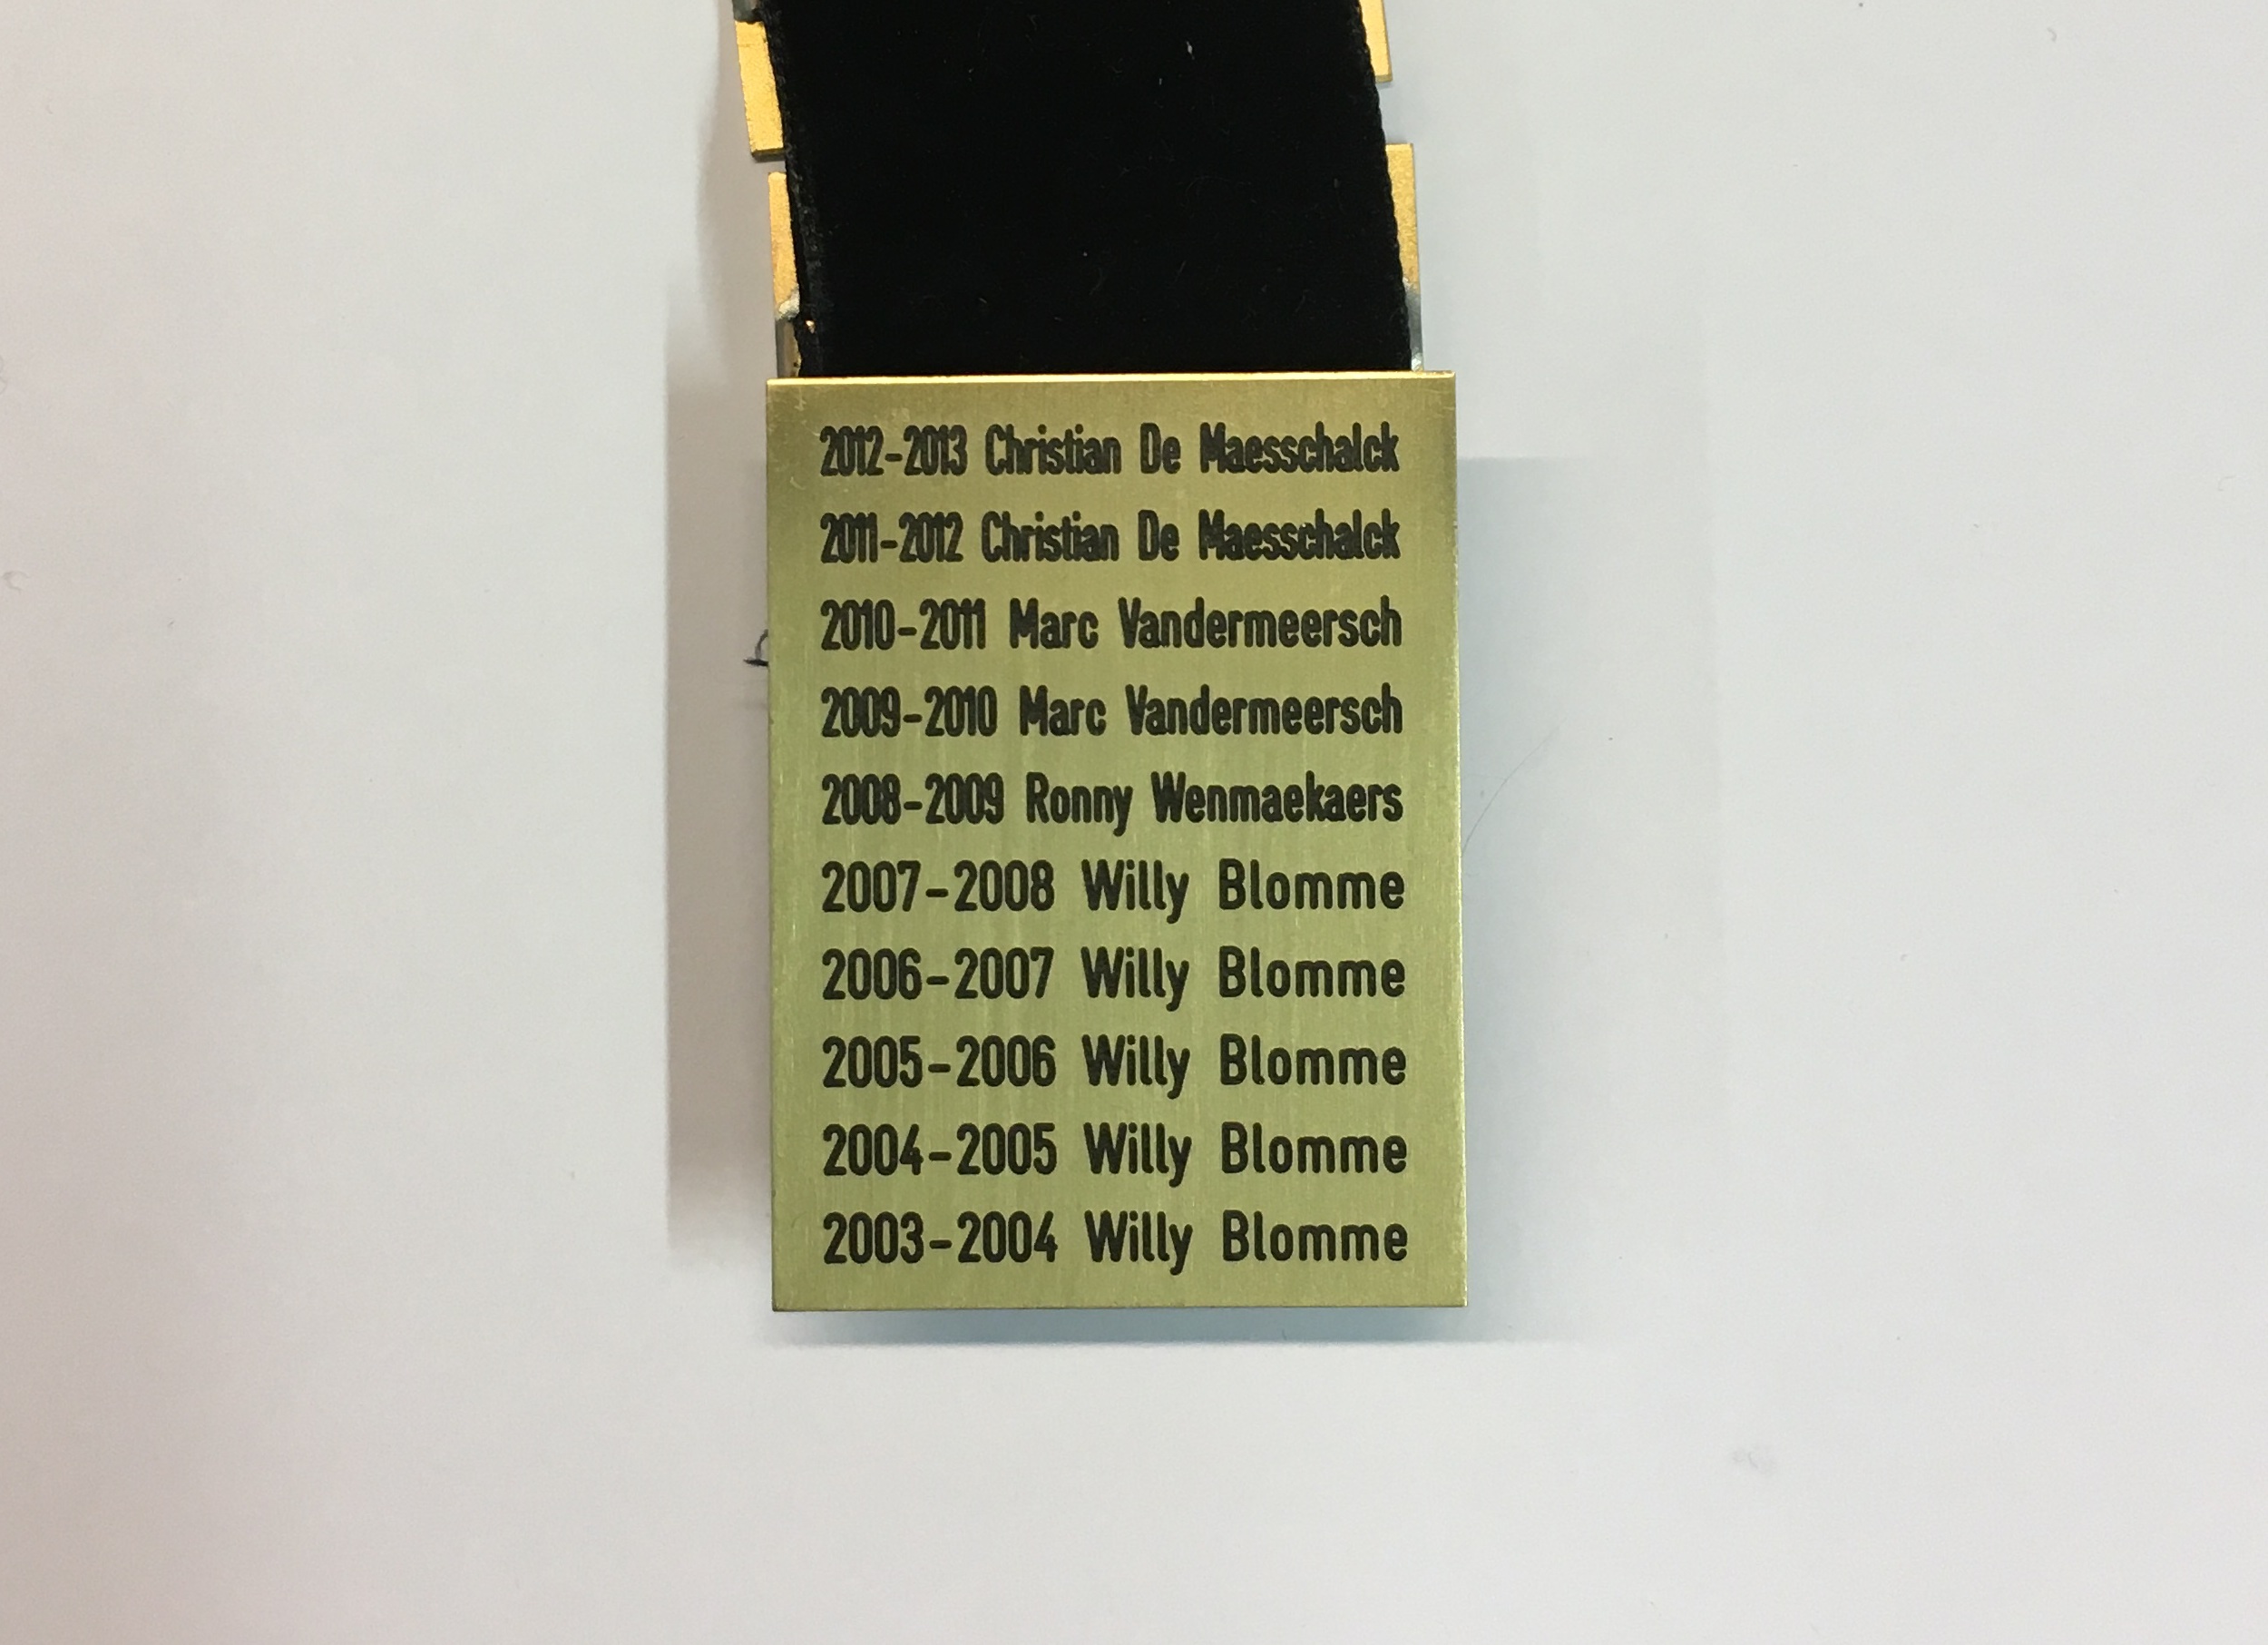 2012-2013 Christian De Maesschalck
2011-2012 Christian De Maesschalck
2010-2011 Marc Vandermeersch
2009-2010 Marc Vandermeersch
2008-2009 Ronny Wenmaekaers
2007-2008 Willy Blomme
2006-2007 Willy Blomme
2005-2006 Willy Blomme
2004-2005 Willy Blomme
2003-2004 Willy Blomme